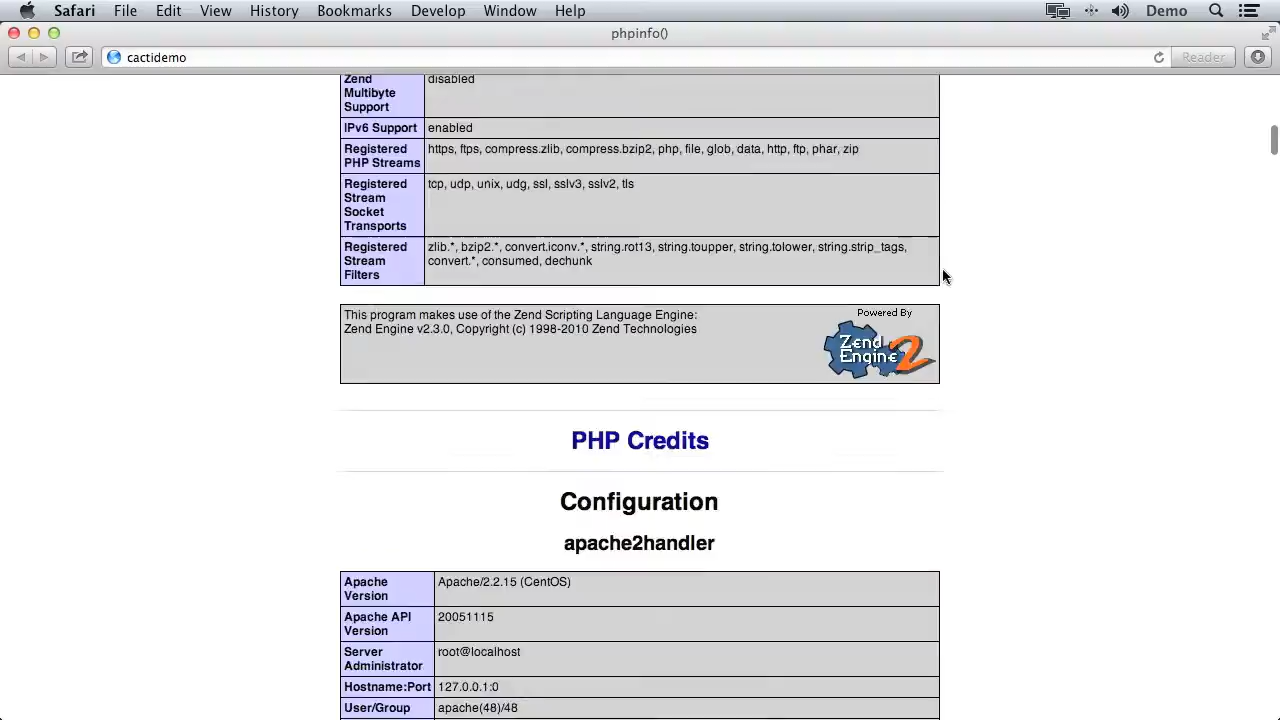 Safari File Edit View History Bookmarks Develop Window Help Demo
phpinfo()
cactidemo Reader
Zend disabled
Multibyte
Support
IPv6 Support enabled
Registered https, ftps, compress.zlib, compress.bzip2, php, file, glob, data, http, ftp, phar, zip
PHP Streams
Registered tcp, udp, unix, udg, ssl, sslv3, sslv2, tls
Stream
Socket
Transports
Registered zlib.*, bzip2.*, convert.iconv.*, string.rot13, string.toupper, string.tolower, string.strip_tags,
Stream convert.*, consumed, dechunk
Filters
This program makes use of the Zend Scripting Language Engine:
Zend Engine v2.3.0, Copyright (c) 1998-2010 Zend Technologies
Powered By
Zend
Engine 2
PHP Credits
Configuration
apache2handler
Apache Apache/2.2.15 (CentOS)
Version
Apache API 20051115
Version
Server root@localhost
Administrator
Hostname:Port 127.0.0.1:0
User/Group apache(48)/48